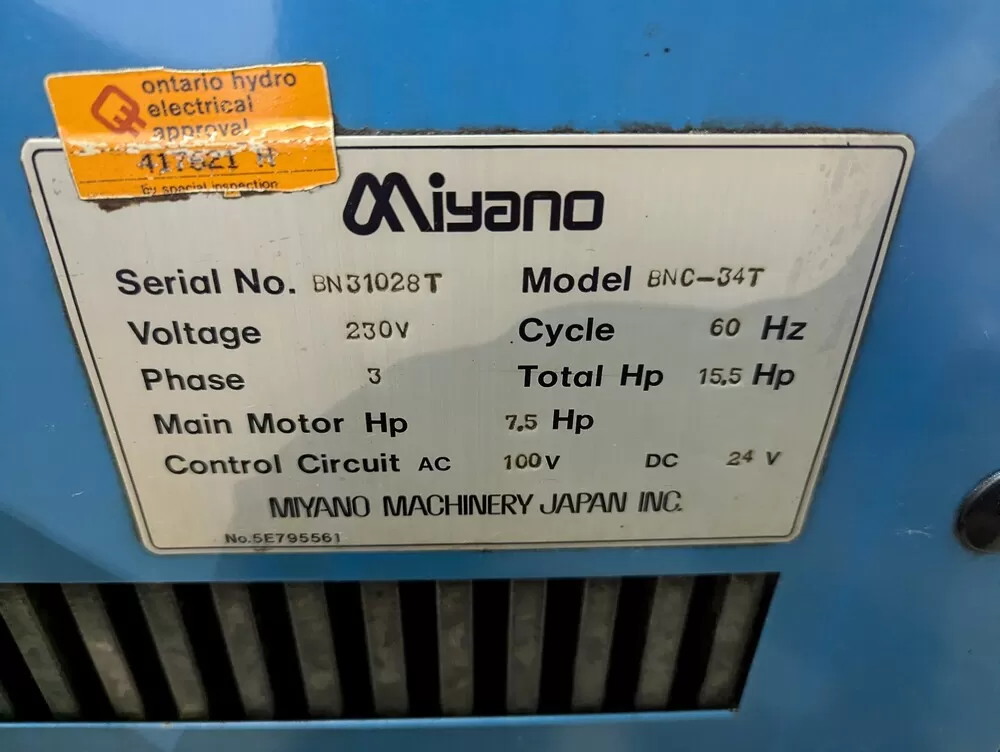 ontario hydro
electrical
approval
417621 M
by special inspection
Miyano
Serial No. BN31028T Model BNC-34T
Voltage 230V Cycle 60 Hz
Phase 3 Total Hp 15.5 Hp
Main Motor Hp 7.5 Hp
Control Circuit AC 100V DC 24 V
MIYANO MACHINERY JAPAN INC.
No.5E795561